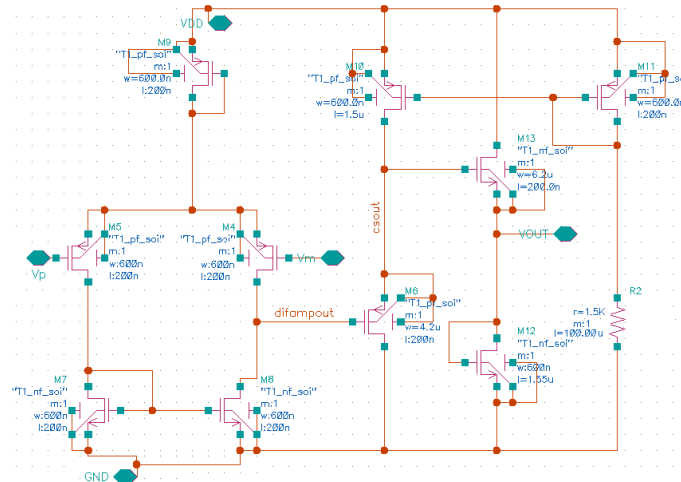 VDD
M9
"T1_pf_soi"
m:1
w=600.0n
l:200n
M10
"T1_pf_soi"
m:1
w=600.0n
l=1.5u
M11
"T1_pf_so
m:1
w=600.0n
l:200n
M13
"T1_nf_soi"
m:1
w=6.2u
l=200.0n
csout
M5
"T1_pf_soi"
m:1
w:600n
l:200n
M4
"T1_pf_soi"
m:1
w:600n
l:200n
Vp
Vm
VOUT
difampout
M6
"T1_pf_soi"
m:1
w=4.2u
l:200n
R2
r=1.5K
m:1
l=100.00u
M12
"T1_nf_soi"
m:1
w:600n
l=1.55u
M7
"T1_nf_soi"
m:1
w:600n
l:200n
M8
"T1_nf_soi"
m:1
w:600n
l:200n
GND